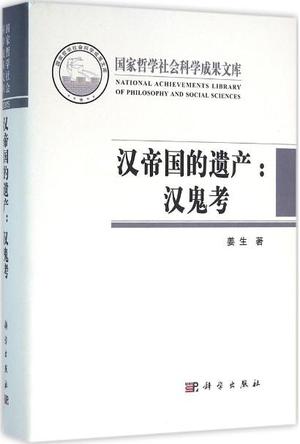 国家哲学社会科学成果文库
NATIONAL ACHIEVEMENTS LIBRARY
OF PHILOSOPHY AND SOCIAL SCIENCES
汉帝国的遗产：
汉鬼考
姜生 著
科学出版社
国家哲学社会科学成果文库
汉帝国的遗产：汉鬼考
姜生 著
科学出版社